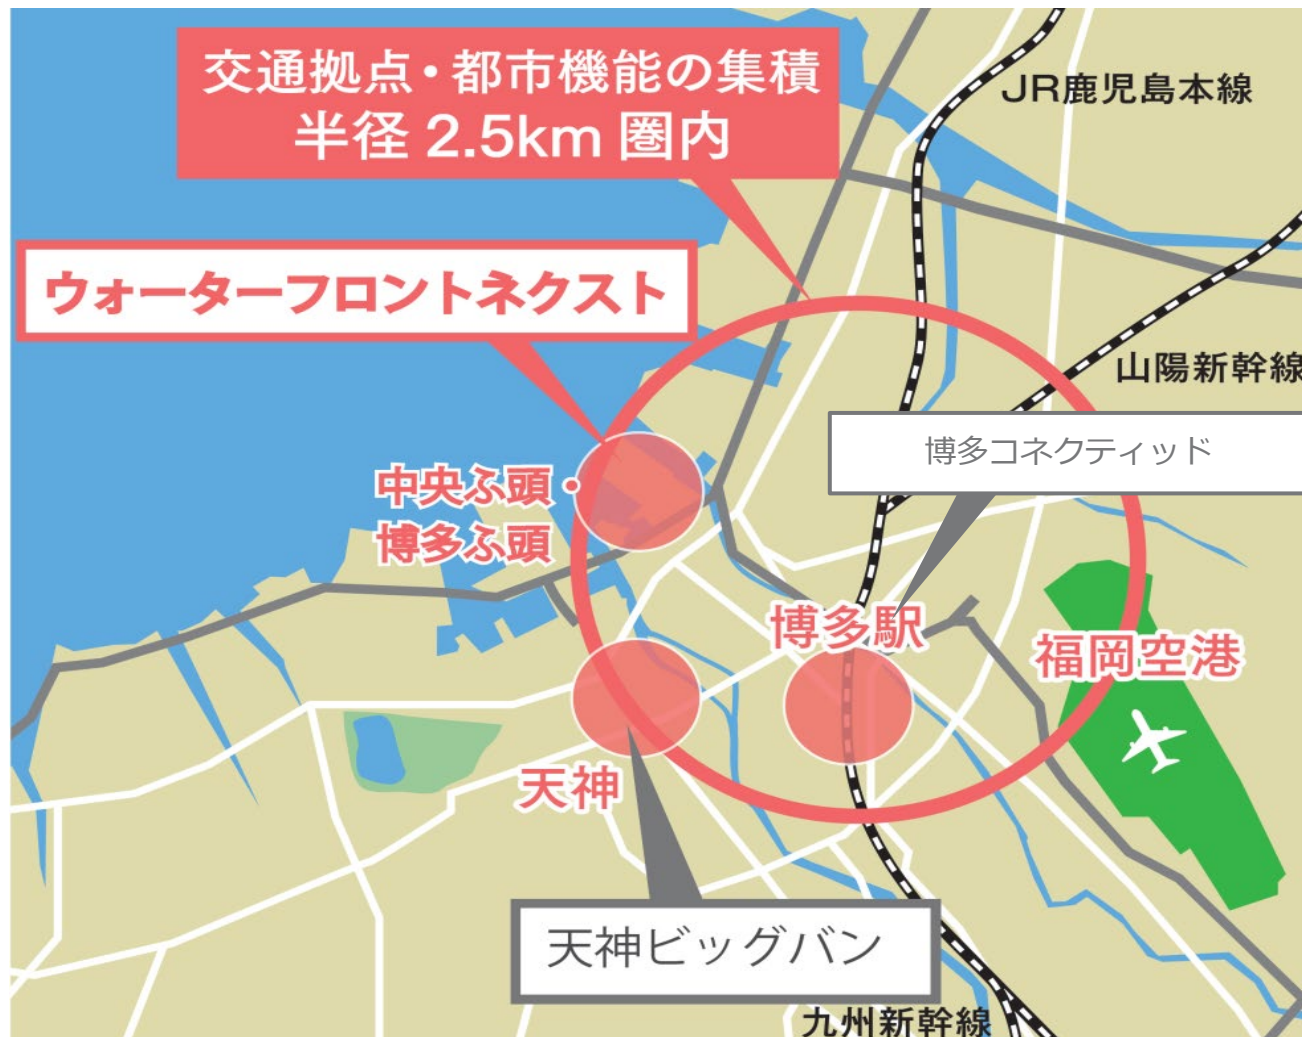 交通拠点・都市機能の集積
半径 2.5km 圏内
JR鹿児島本線
ウォーターフロントネクスト
山陽新幹線
博多コネクティッド
中央ふ頭・
博多ふ頭
博多駅
福岡空港
天神
天神ビッグバン
九州新幹線